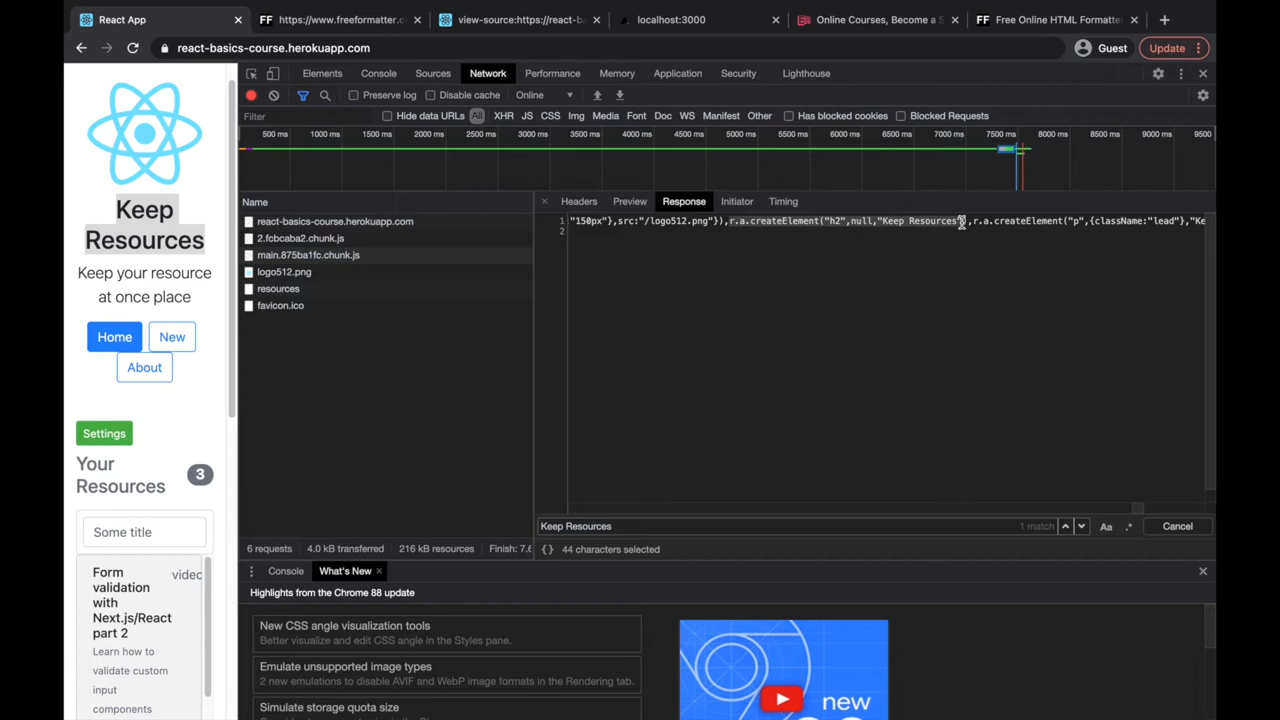 React App
https://www.freeformatter.c
view-source:https://react-b
localhost:3000
Online Courses, Become a S
Free Online HTML Formatte
react-basics-course.herokuapp.com
Guest
Update
Keep
Resources
Keep your resource
at once place
Home
New
About
Settings
Your
Resources
3
Some title
Form
validation
with
Next.js/React
part 2
video
Learn how to
validate custom
input
components
Elements
Console
Sources
Network
Performance
Memory
Application
Security
Lighthouse
Preserve log
Disable cache
Online
Filter
Hide data URLs
All
XHR
JS
CSS
Img
Media
Font
Doc
WS
Manifest
Other
Has blocked cookies
Blocked Requests
500 ms
1000 ms
1500 ms
2000 ms
2500 ms
3000 ms
3500 ms
4000 ms
4500 ms
5000 ms
5500 ms
6000 ms
6500 ms
7000 ms
7500 ms
8000 ms
8500 ms
9000 ms
9500
Name
react-basics-course.herokuapp.com
2.fcbcaba2.chunk.js
main.875ba1fc.chunk.js
logo512.png
resources
favicon.ico
6 requests
4.0 kB transferred
216 kB resources
Finish: 7.6
Headers
Preview
Response
Initiator
Timing
1
"150px"},src:"/logo512.png"}),r.a.createElement("h2",null,"Keep Resources"),r.a.createElement("p",{className:"lead"},"Ke
2
Keep Resources
1 match
Aa
.*
Cancel
{}
44 characters selected
Console
What's New
Highlights from the Chrome 88 update
New CSS angle visualization tools
Better visualize and edit CSS angle in the Styles pane.
Emulate unsupported image types
2 new emulations to disable AVIF and WebP image formats in the Rendering tab.
Simulate storage quota size
new